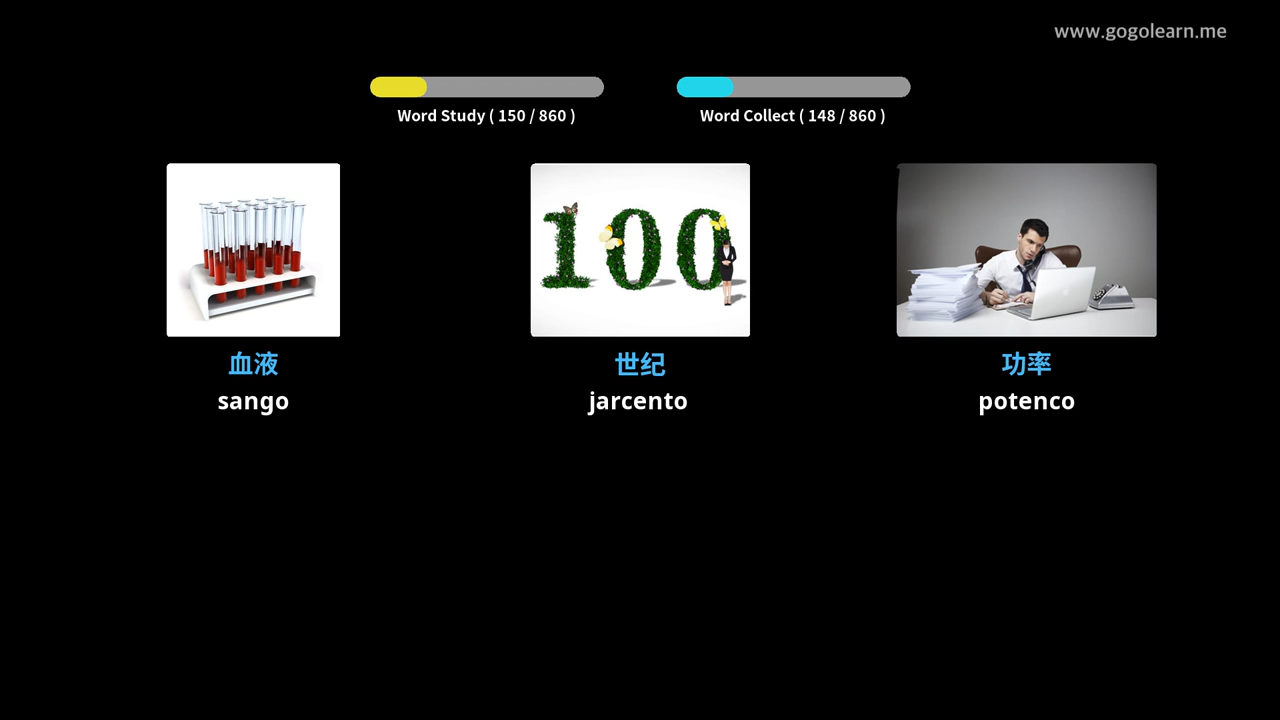 www.gogolearn.me
Word Study ( 150 / 860 )
Word Collect ( 148 / 860 )
100
血液
世纪
功率
sango
jarcento
potenco